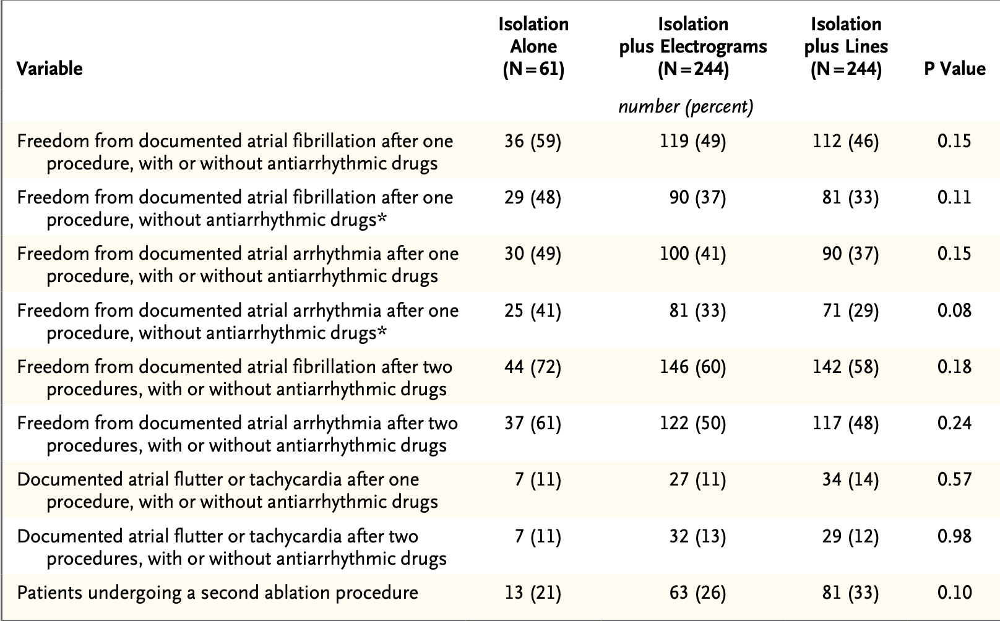 Variable Isolation Alone (N=61) Isolation plus Electrograms (N=244) Isolation plus Lines (N=244) P Value
number (percent)
Freedom from documented atrial fibrillation after one 36 (59) 119 (49) 112 (46) 0.15
procedure, with or without antiarrhythmic drugs
Freedom from documented atrial fibrillation after one 29 (48) 90 (37) 81 (33) 0.11
procedure, without antiarrhythmic drugs*
Freedom from documented atrial arrhythmia after one 30 (49) 100 (41) 90 (37) 0.15
procedure, with or without antiarrhythmic drugs
Freedom from documented atrial arrhythmia after one 25 (41) 81 (33) 71 (29) 0.08
procedure, without antiarrhythmic drugs*
Freedom from documented atrial fibrillation after two 44 (72) 146 (60) 142 (58) 0.18
procedures, with or without antiarrhythmic drugs
Freedom from documented atrial arrhythmia after two 37 (61) 122 (50) 117 (48) 0.24
procedures, with or without antiarrhythmic drugs
Documented atrial flutter or tachycardia after one 7 (11) 27 (11) 34 (14) 0.57
procedure, with or without antiarrhythmic drugs
Documented atrial flutter or tachycardia after two 7 (11) 32 (13) 29 (12) 0.98
procedures, with or without antiarrhythmic drugs
Patients undergoing a second ablation procedure 13 (21) 63 (26) 81 (33) 0.10